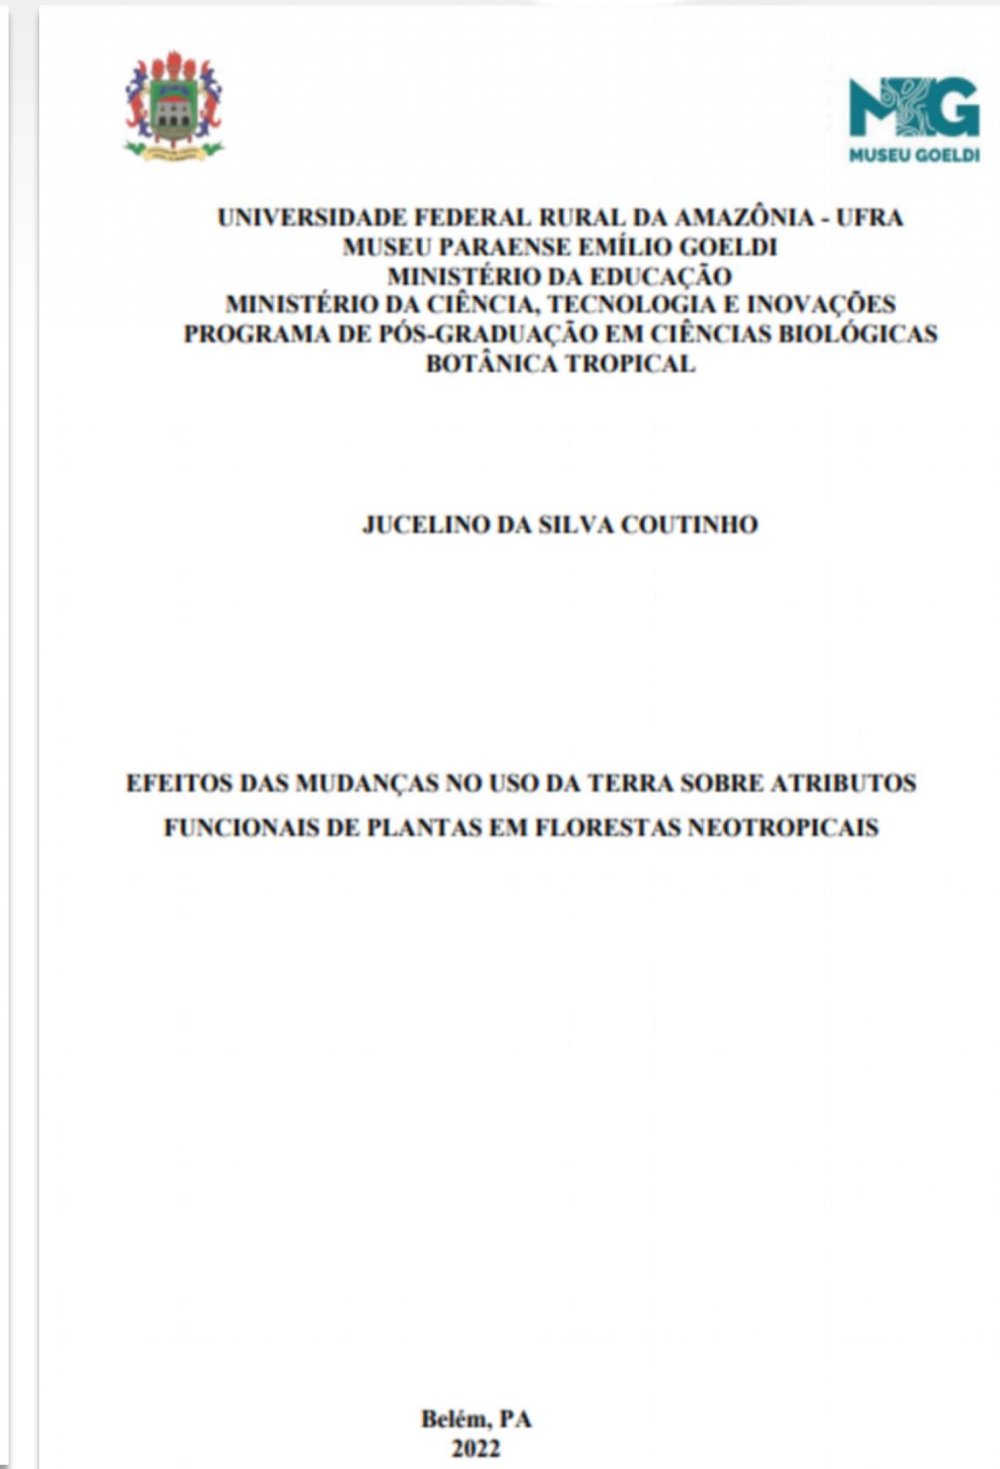 MG
MUSEU GOELDI
UNIVERSIDADE FEDERAL RURAL DA AMAZÔNIA - UFRA
MUSEU PARAENSE EMÍLIO GOELDI
MINISTÉRIO DA EDUCAÇÃO
MINISTÉRIO DA CIÊNCIA, TECNOLOGIA E INOVAÇÕES
PROGRAMA DE PÓS-GRADUAÇÃO EM CIÊNCIAS BIOLÓGICAS
BOTÂNICA TROPICAL
JUCELINO DA SILVA COUTINHO
EFEITOS DAS MUDANÇAS NO USO DA TERRA SOBRE ATRIBUTOS
FUNCIONAIS DE PLANTAS EM FLORESTAS NEOTROPICAIS
Belém, PA
2022